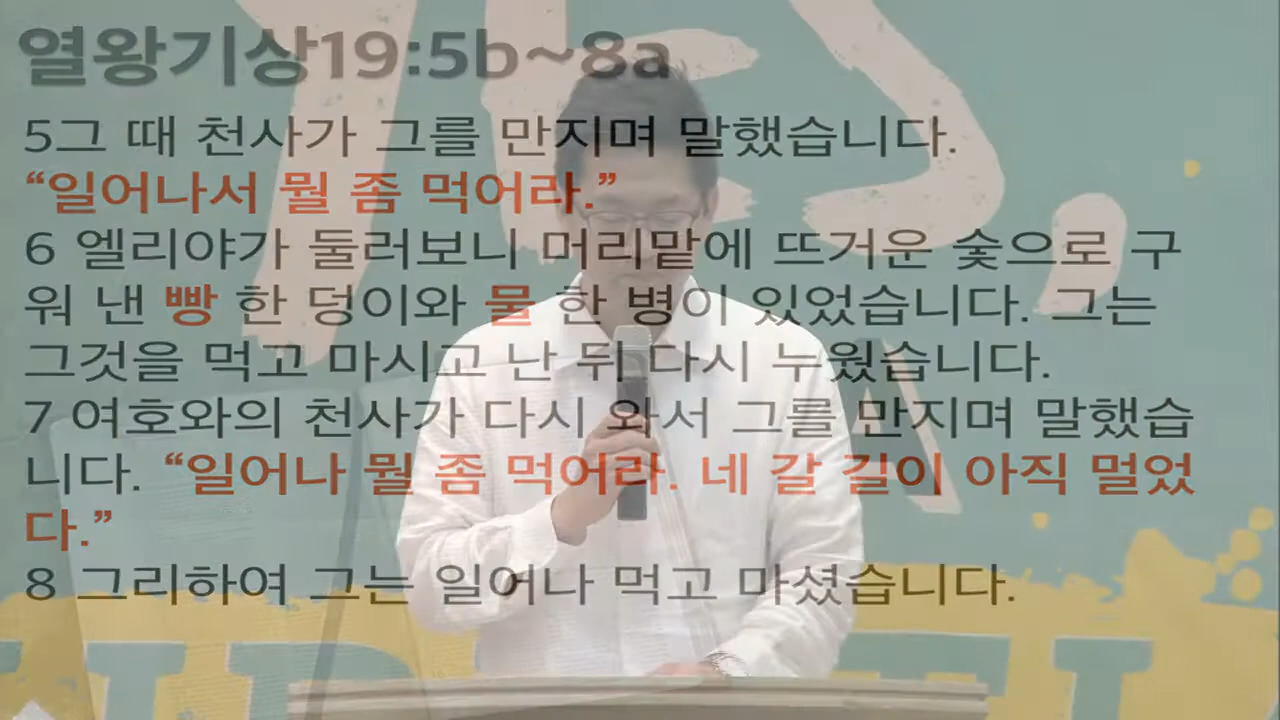 열왕기상19:5b~8a
5그 때 천사가 그를 만지며 말했습니다.
“일어나서 뭘 좀 먹어라.”
6 엘리야가 둘러보니 머리맡에 뜨거운 숯으로 구
워 낸 빵 한 덩이와 물 한 병이 있었습니다. 그는
그것을 먹고 마시고 난 뒤 다시 누웠습니다.
7 여호와의 천사가 다시 와서 그를 만지며 말했습
니다. “일어나 뭘 좀 먹어라. 네 갈 길이 아직 멀었
다.”
8 그리하여 그는 일어나 먹고 마셨습니다.